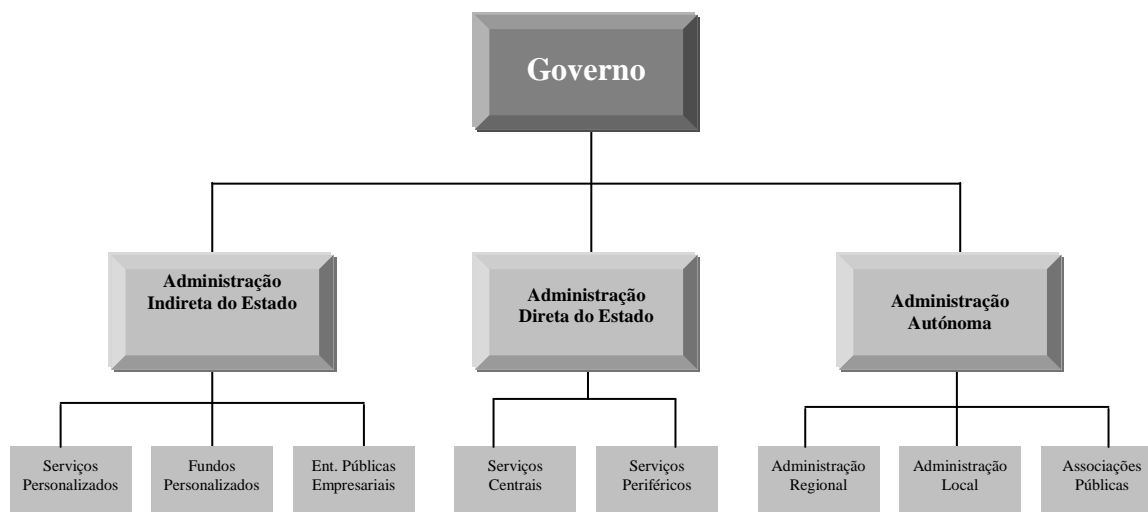 Governo
Administração
Indireta do Estado
Administração
Direta do Estado
Administração
Autónoma
Serviços
Personalizados
Fundos
Personalizados
Ent. Públicas
Empresariais
Serviços
Centrais
Serviços
Periféricos
Administração
Regional
Administração
Local
Associações
Públicas